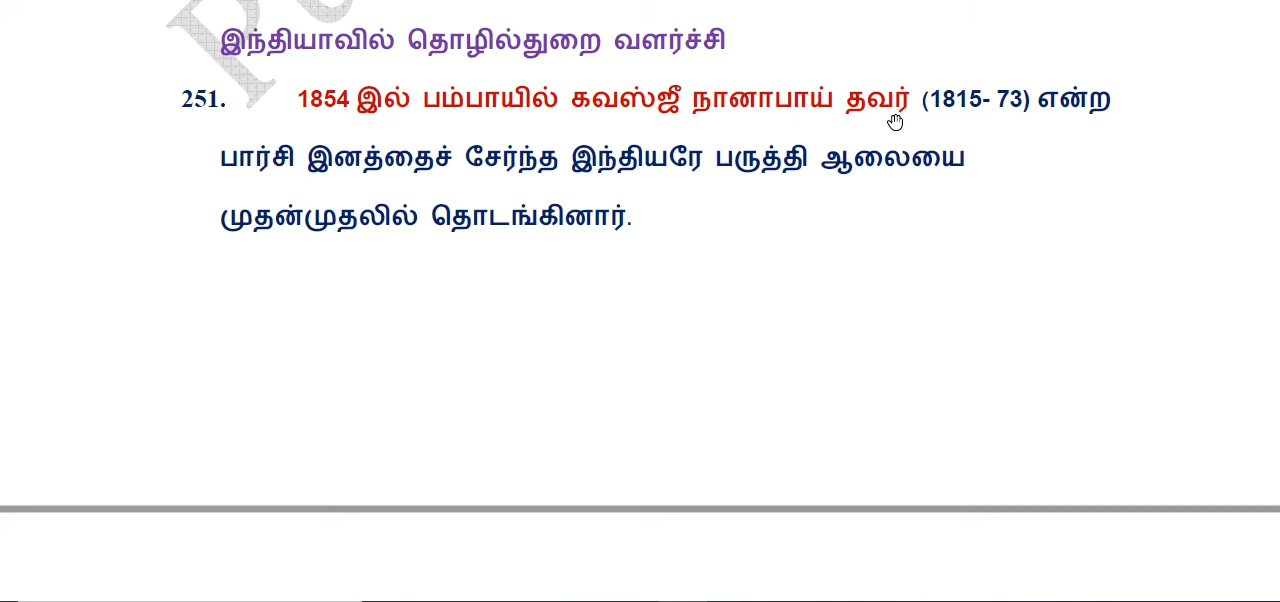 இந்தியாவில் தொழில்துறை வளர்ச்சி
251. 1854 இல் பம்பாயில் கவஸ்ஜீ நானாபாய் தவர் (1815- 73) என்ற
பார்சி இனத்தைச் சேர்ந்த இந்தியரே பருத்தி ஆலையை
முதன்முதலில் தொடங்கினார்.